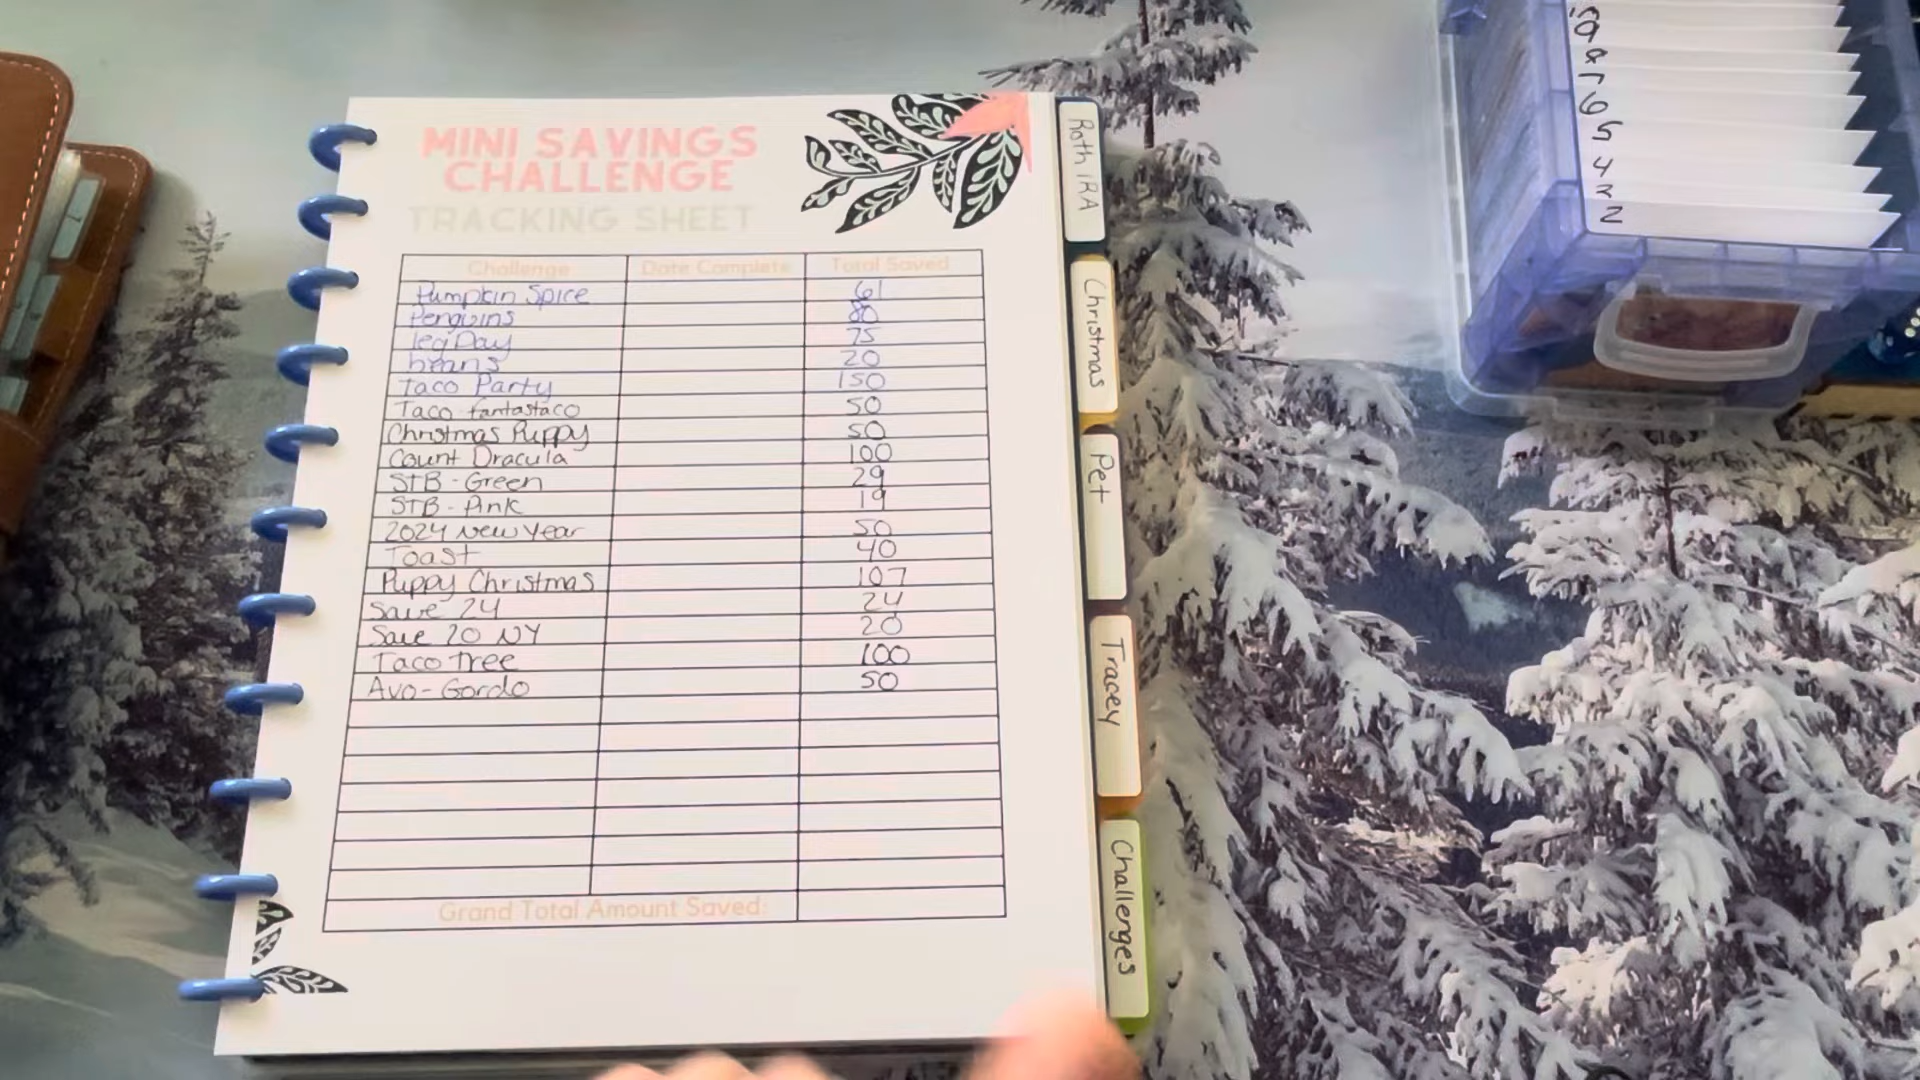 MINI SAVINGS
CHALLENGE
TRACKING SHEET
Challenge Date Complete Total Saved
Pumpkin Spice 61
Penguins 80
leg Day 75
beans 20
Taco Party 150
Taco fantastaco 50
Christmas Puppy 50
Count Dracula 100
STB - Green 29
STB - Pink 19
2024 New Year 50
Toast 40
Puppy Christmas 107
Save 24 24
Save 20 NY 20
Taco Tree 100
Avo-Gordo 50
Grand Total Amount Saved:
Roth IRA
Christmas
Pet
Tracey
Challenges